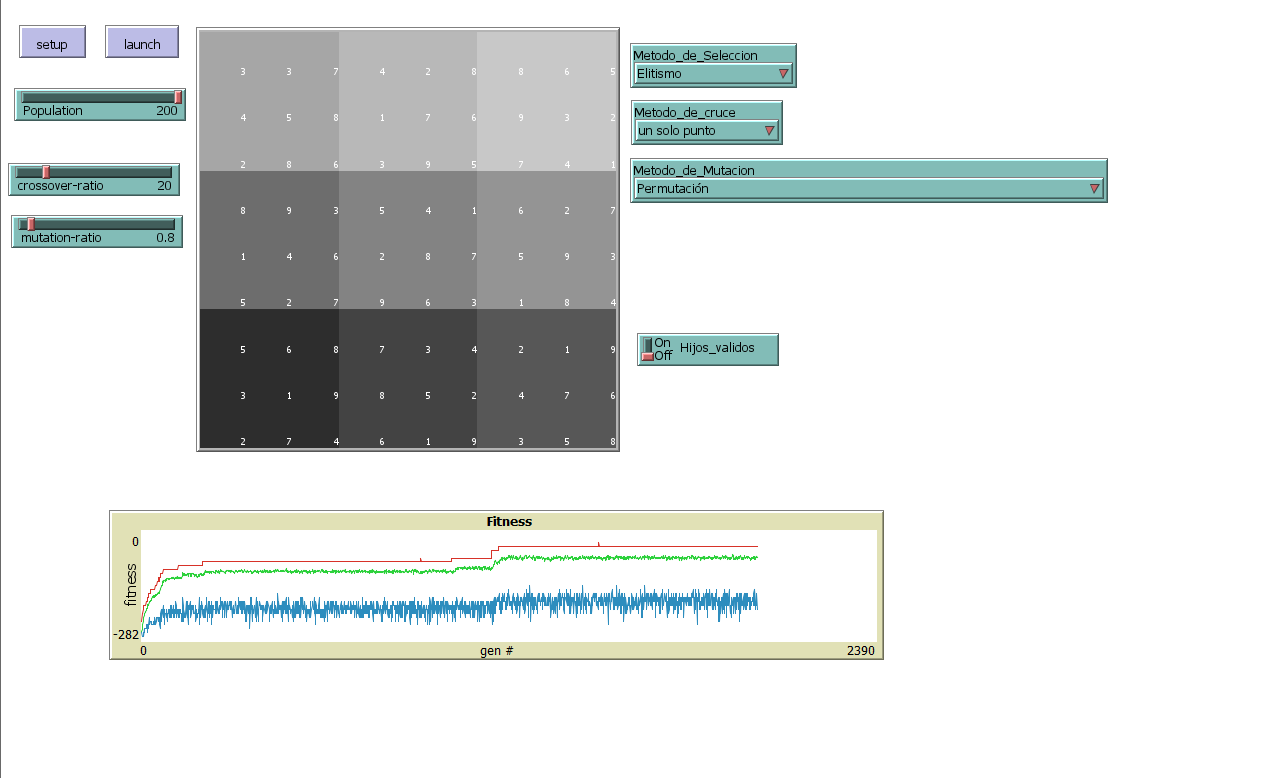 setup
launch
Population 200
crossover-ratio 20
mutation-ratio 0.8
3 3 7 4 2 8 8 6 5
4 5 8 1 7 6 9 3 2
2 8 6 3 9 5 7 4 1
8 9 3 5 4 1 6 2 7
1 4 6 2 8 7 5 9 3
5 2 7 9 6 3 1 8 4
5 6 8 7 3 4 2 1 9
3 1 9 8 5 2 4 7 6
2 7 4 6 1 9 3 5 8
Metodo_de_Seleccion
Elitismo
Metodo_de_cruce
un solo punto
Metodo_de_Mutacion
Permutación
On
Off
Hijos_validos
Fitness
0
fitness
-282
0
gen #
2390